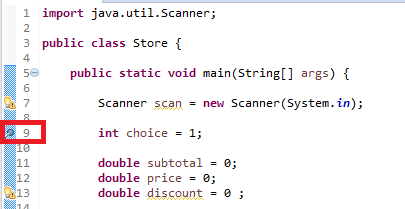 1 import java.util.Scanner;
2
3 public class Store {
4
5 public static void main(String[] args) {
6
7 Scanner scan = new Scanner(System.in);
8
9 int choice = 1;
10
11 double subtotal = 0;
12 double price = 0;
13 double discount = 0 ;